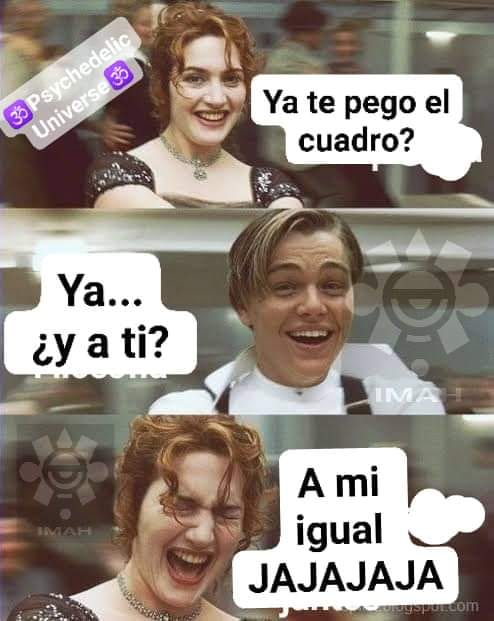 🕉Psychedelic
Universe🕉
Ya te pego el
cuadro?
Ya...
¿y a ti?
IMAH
IMAH
A mi
igual
JAJAJAJA
blogspot.com